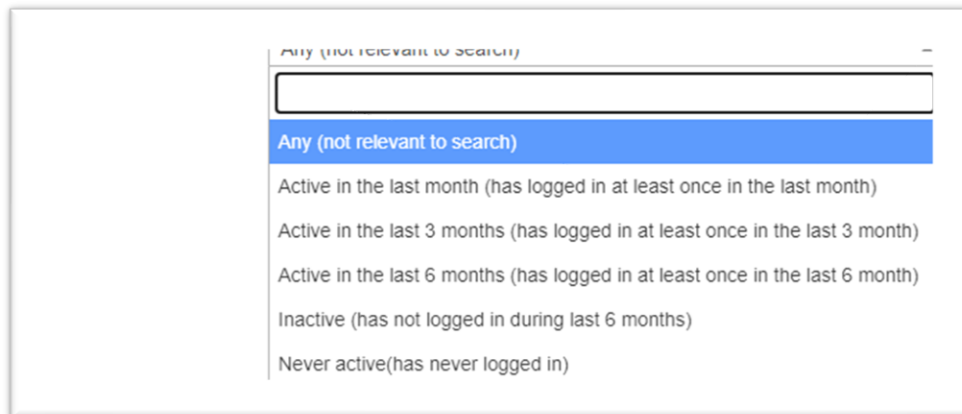 Any (not relevant to search)
Any (not relevant to search)
Active in the last month (has logged in at least once in the last month)
Active in the last 3 months (has logged in at least once in the last 3 month)
Active in the last 6 months (has logged in at least once in the last 6 month)
Inactive (has not logged in during last 6 months)
Never active(has never logged in)